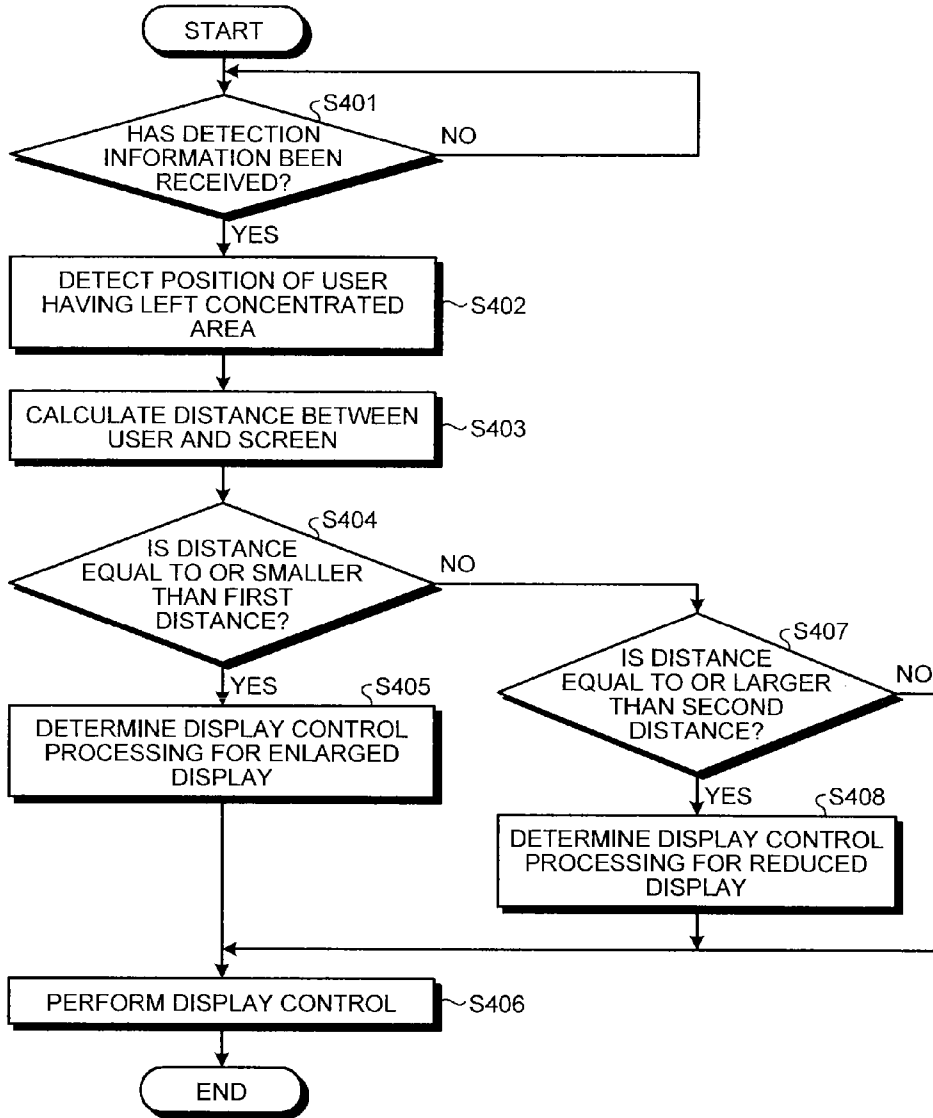 START
S401
HAS DETECTION
INFORMATION BEEN
RECEIVED?
NO
YES
DETECT POSITION OF USER
HAVING LEFT CONCENTRATED
AREA
S402
CALCULATE DISTANCE BETWEEN
USER AND SCREEN
S403
S404
IS DISTANCE
EQUAL TO OR SMALLER
THAN FIRST
DISTANCE?
NO
YES
S407
IS DISTANCE
EQUAL TO OR LARGER
THAN SECOND
DISTANCE?
NO
YES
S405
DETERMINE DISPLAY CONTROL
PROCESSING FOR ENLARGED
DISPLAY
S408
DETERMINE DISPLAY CONTROL
PROCESSING FOR REDUCED
DISPLAY
PERFORM DISPLAY CONTROL
S406
END